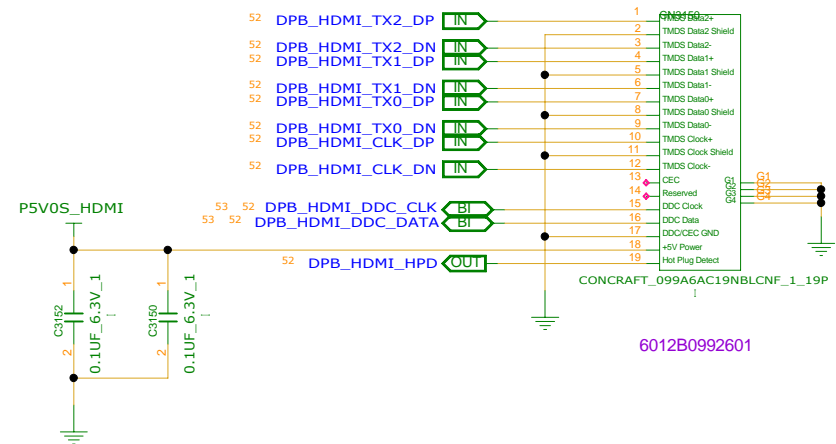 CN3150
52 DPB_HDMI_TX2_DP IN 1 TMDS Data2+
2 TMDS Data2 Shield
52 DPB_HDMI_TX2_DN IN 3 TMDS Data2-
52 DPB_HDMI_TX1_DP IN 4 TMDS Data1+
5 TMDS Data1 Shield
52 DPB_HDMI_TX1_DN IN 6 TMDS Data1-
52 DPB_HDMI_TX0_DP IN 7 TMDS Data0+
8 TMDS Data0 Shield
52 DPB_HDMI_TX0_DN IN 9 TMDS Data0-
52 DPB_HDMI_CLK_DP IN 10 TMDS Clock+
11 TMDS Clock Shield
52 DPB_HDMI_CLK_DN IN 12 TMDS Clock-
13 CEC G1 G1
G2 G2
14 Reserved G3 G3
G4 G4
53 52 DPB_HDMI_DDC_CLK BI 15 DDC Clock
53 52 DPB_HDMI_DDC_DATA BI 16 DDC Data
17 DDC/CEC GND
18 +5V Power
52 DPB_HDMI_HPD OUT 19 Hot Plug Detect
P5V0S_HDMI
CONCRAFT_099A6AC19NBLCNF_1_19P
6012B0992601
1
C3152
2
0.1UF_6.3V_1
1
C3150
2
0.1UF_6.3V_1